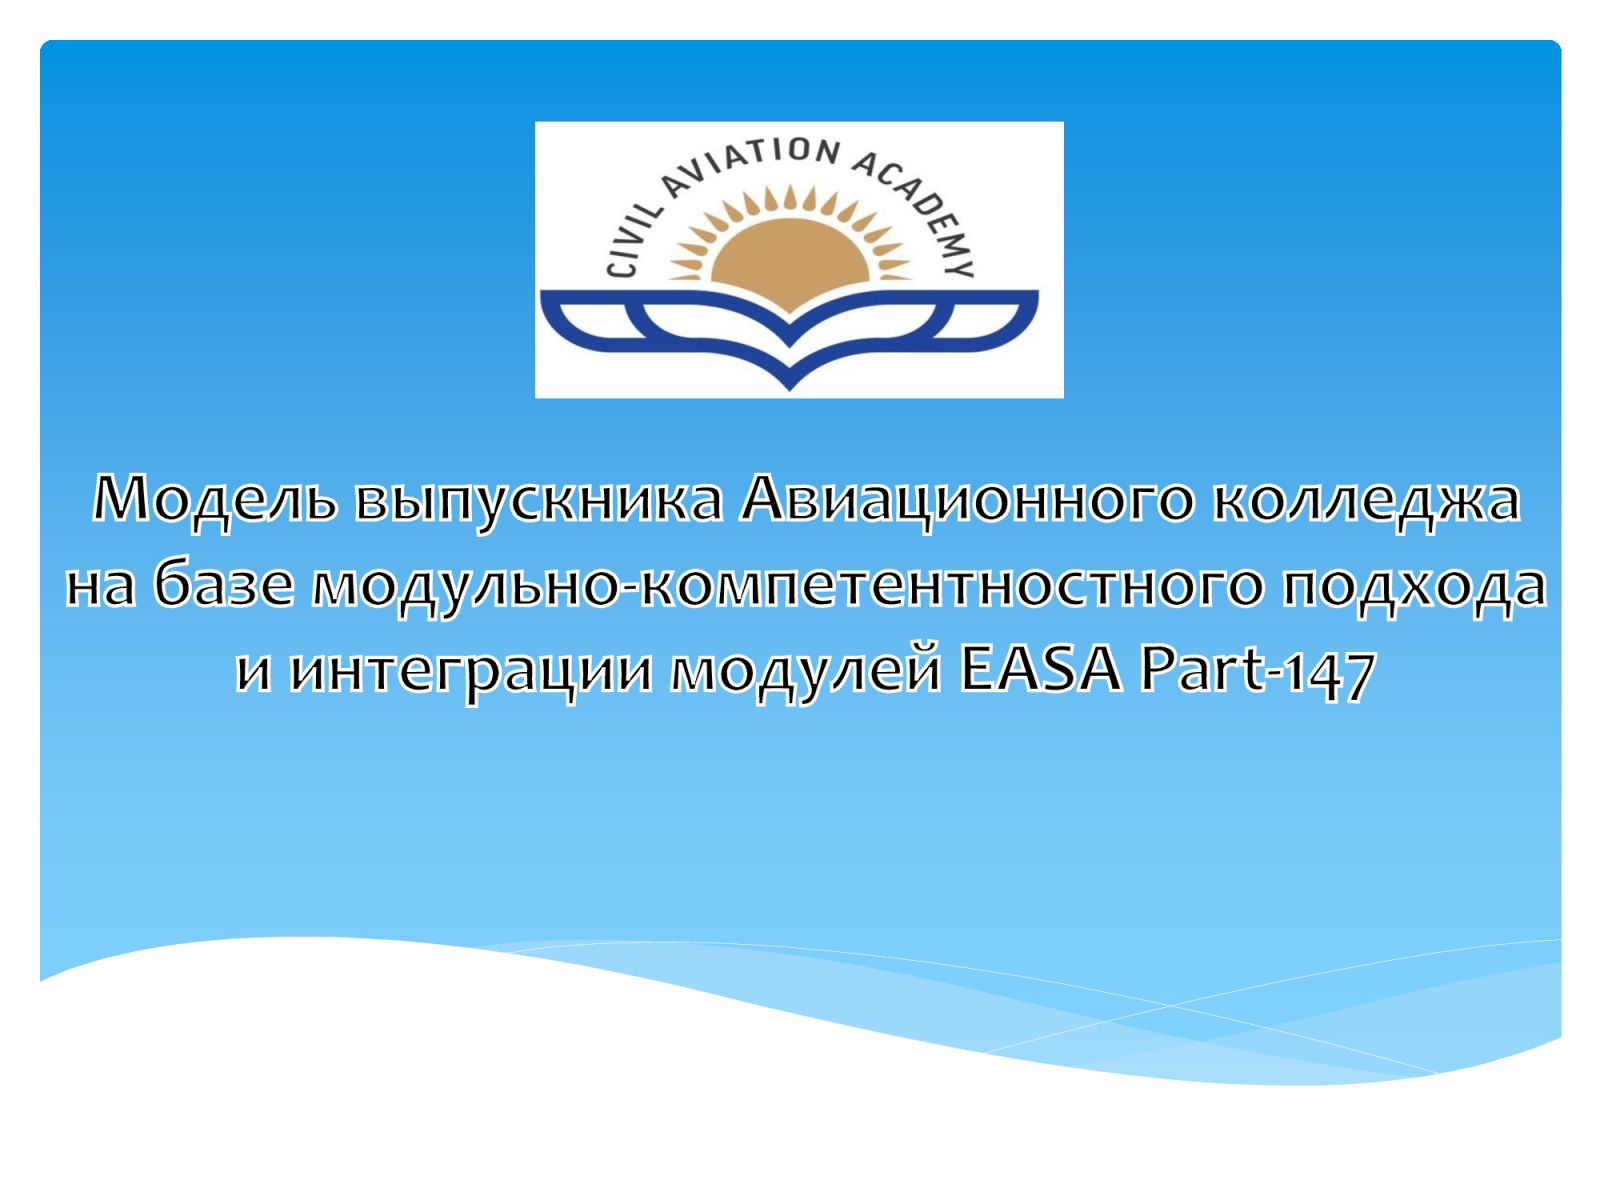 CIVIL AVIATION ACADEMY
Модель выпускника Авиационного колледжа
на базе модульно-компетентностного подхода
и интеграции модулей EASA Part-147